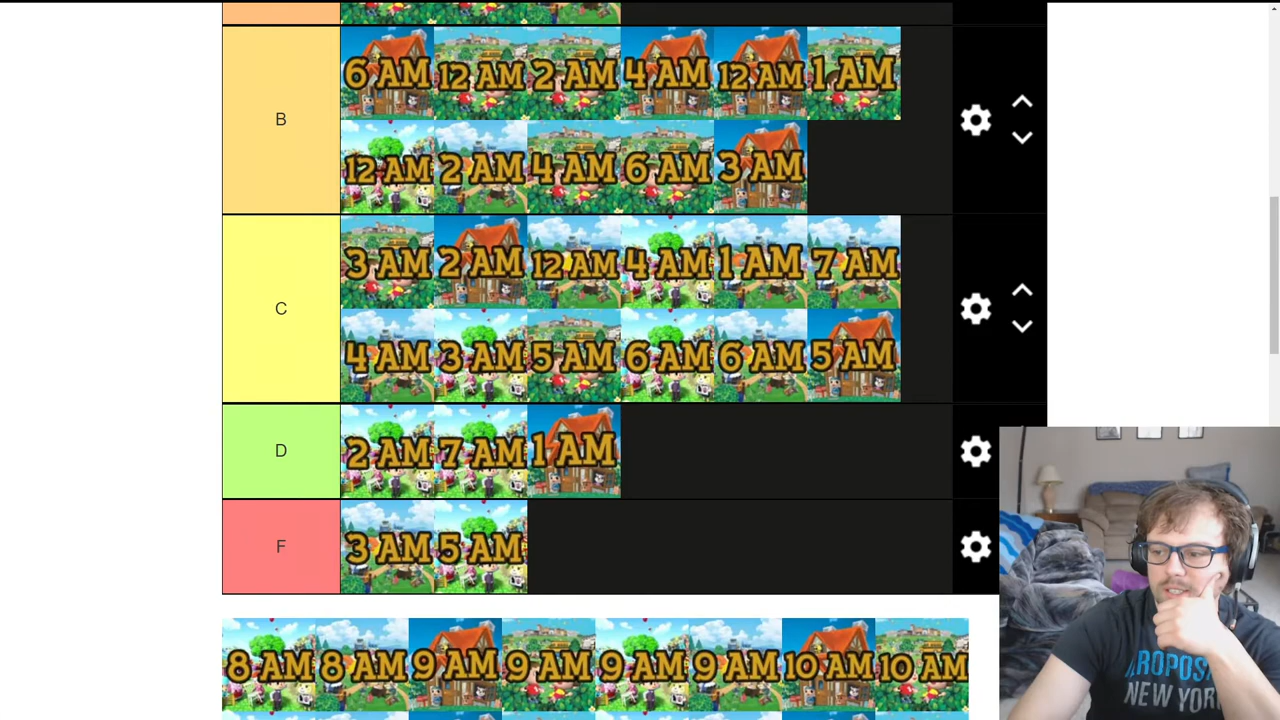 B
6 AM 12 AM 2 AM 4 AM 12 AM 1 AM
12 AM 2 AM 4 AM 6 AM 3 AM
C
3 AM 2 AM 12 AM 4 AM 1 AM 7 AM
4 AM 3 AM 5 AM 6 AM 6 AM 5 AM
D
2 AM 7 AM 1 AM
F
3 AM 5 AM
8 AM 8 AM 9 AM 9 AM 9 AM 9 AM 10 AM 10 AM
NEW YORK